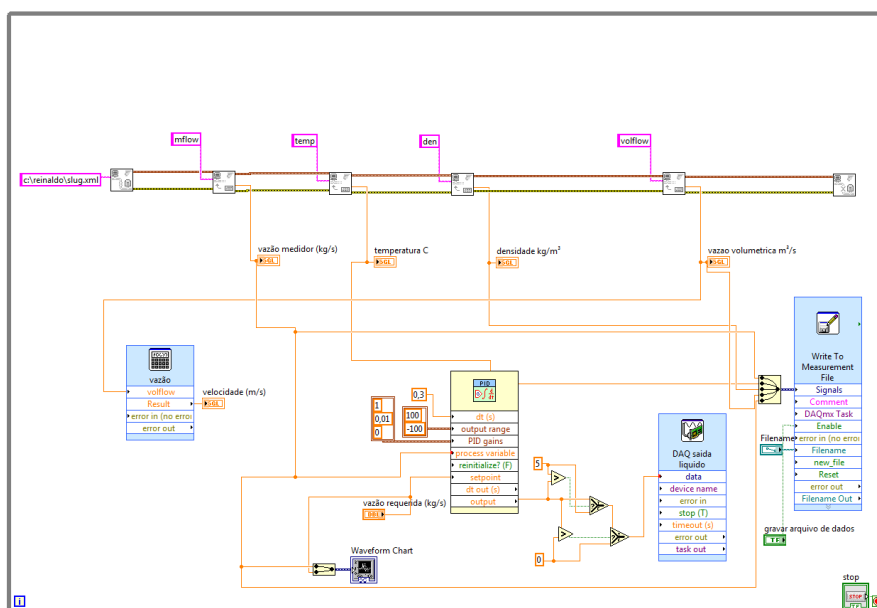 mflow
temp
den
volflow
c:\reinaldo\slug.xml
vazão medidor (kg/s)
SGL
temperatura C
SGL
densidade kg/m³
SGL
vazao volumetrica m³/s
SGL
vazão
volflow
Result
error in (no erro
error out
velocidade (m/s)
SGL
0,3
1
0,01
0
100
-100
PID
dt (s)
output range
PID gains
process variable
reinitialize? (F)
setpoint
dt out (s)
output
vazão requenda (kg/s)
DBL
5
0
DAQ saida
liquido
data
device name
error in
stop (T)
timeout (s)
error out
task out
Write To
Measurement
File
Signals
Comment
DAQmx Task
Enable
error in (no erro
Filename
new_file
Reset
error out
Filename Out
Filename
gravar arquivo de dados
TF
Waveform Chart
stop
STOP
TF
i